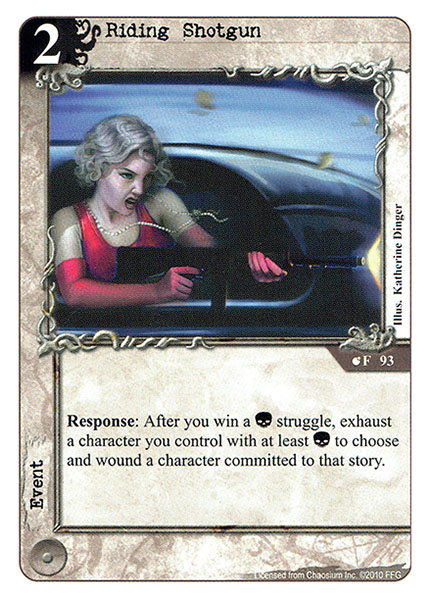 2 Riding Shotgun
Illus. Katherine Dinger
F 93
Response: After you win a struggle, exhaust
a character you control with at least to choose
and wound a character committed to that story.
Event
Licensed from Chaosium Inc. ©2010 FFG